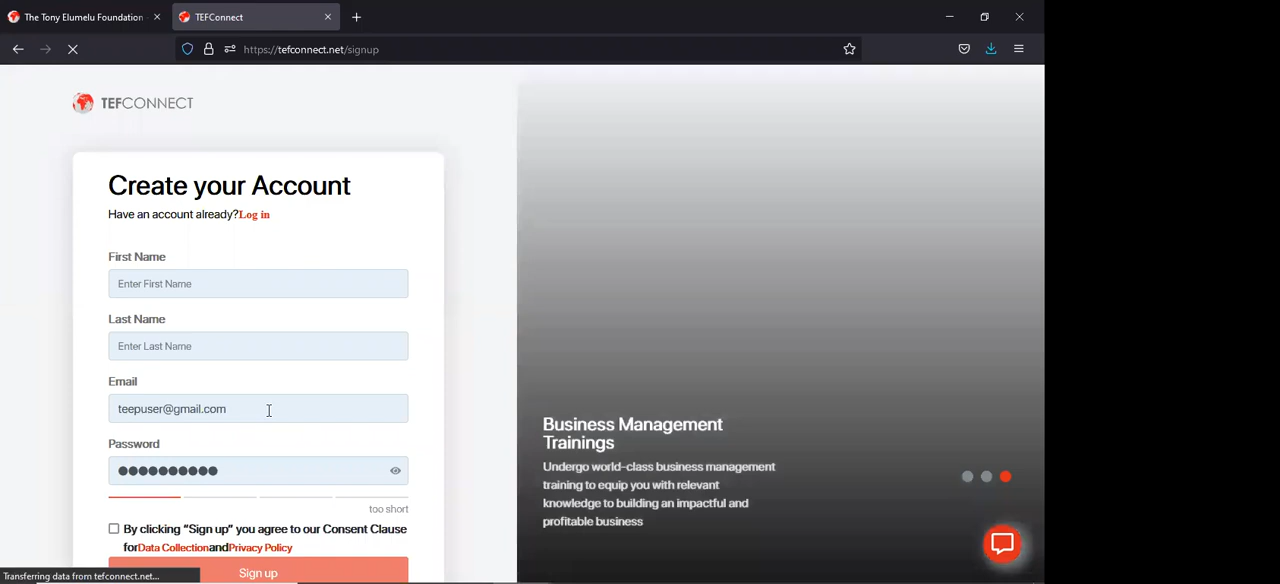 The Tony Elumelu Foundation
TEFConnect
https://tefconnect.net/signup
TEFCONNECT
Create your Account
Have an account already?Log in
First Name
Enter First Name
Last Name
Enter Last Name
Email
teepuser@gmail.com
Password
too short
By clicking "Sign up" you agree to our Consent Clause
forData CollectionandPrivacy Policy
Sign up
Business Management
Trainings
Undergo world-class business management
training to equip you with relevant
knowledge to building an impactful and
profitable business
Transferring data from tefconnect.net...